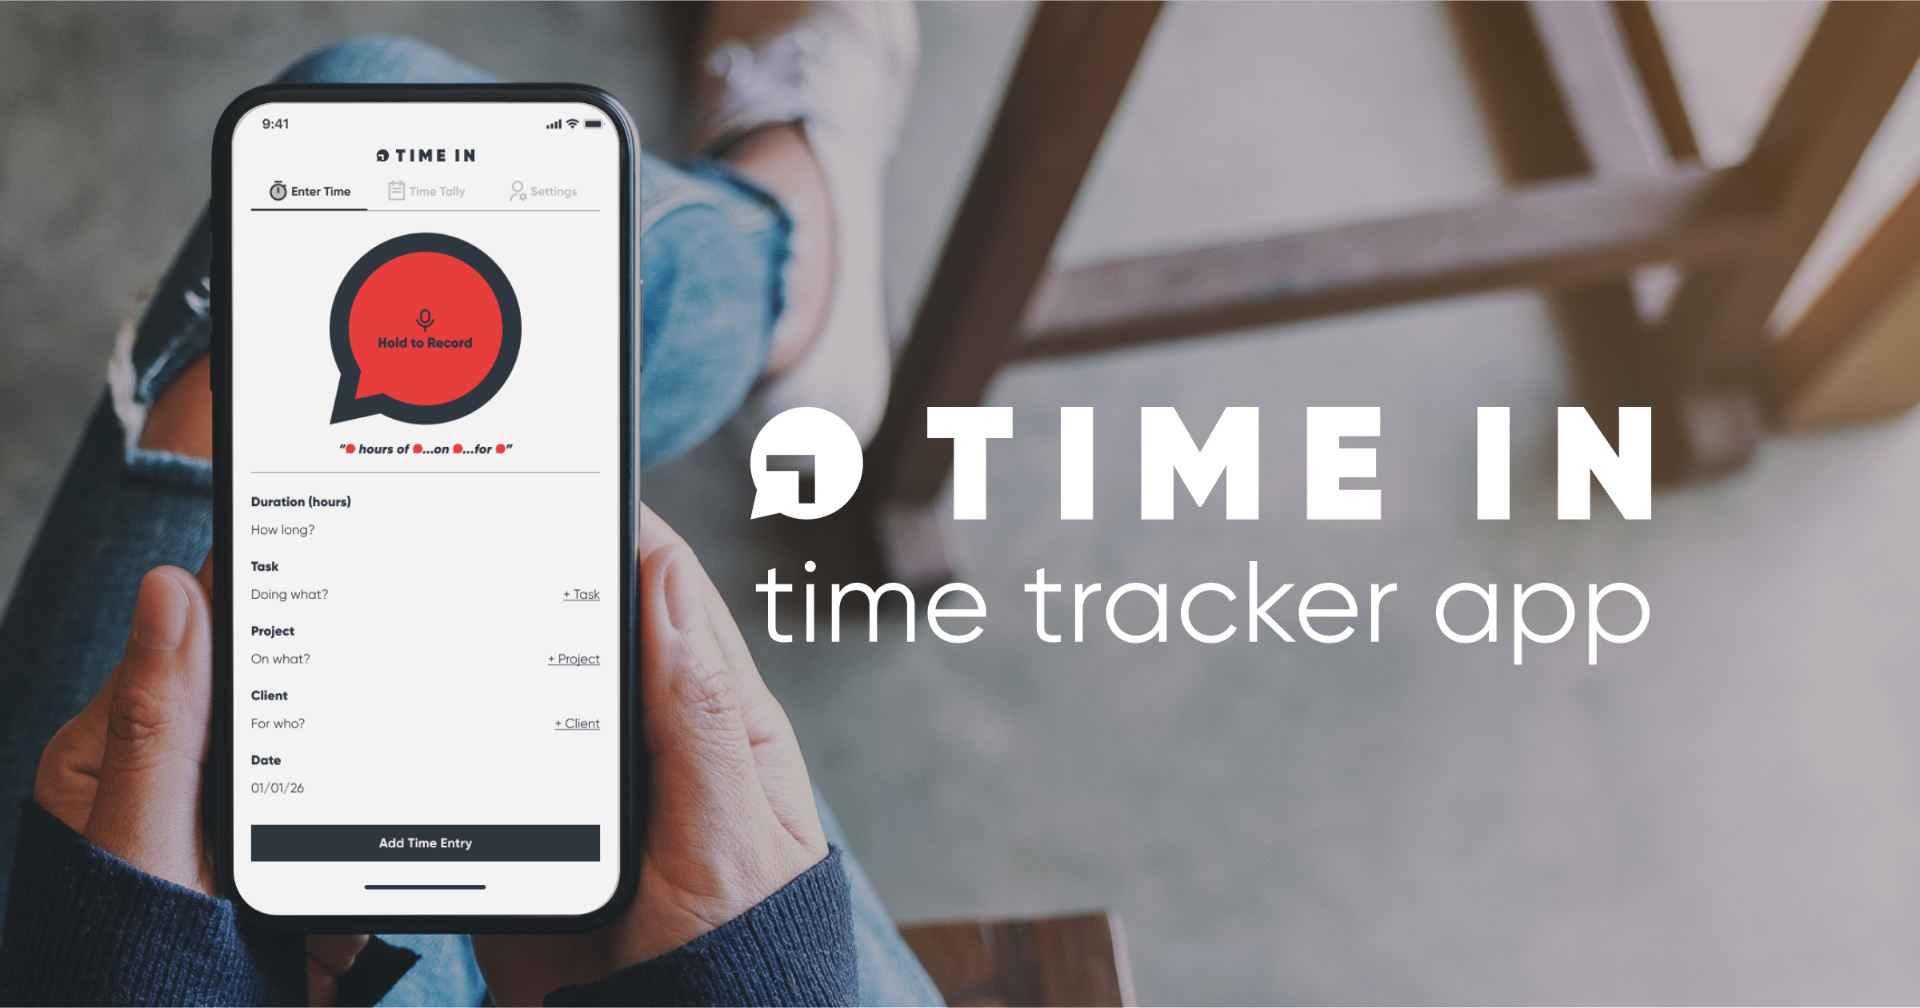 9:41
TIME IN
Enter Time
Time Tally
Settings
Hold to Record
" hours of ...on ...for "
Duration (hours)
How long?
Task
Doing what?
+ Task
Project
On what?
+ Project
Client
For who?
+ Client
Date
01/01/26
Add Time Entry
TIME IN
time tracker app